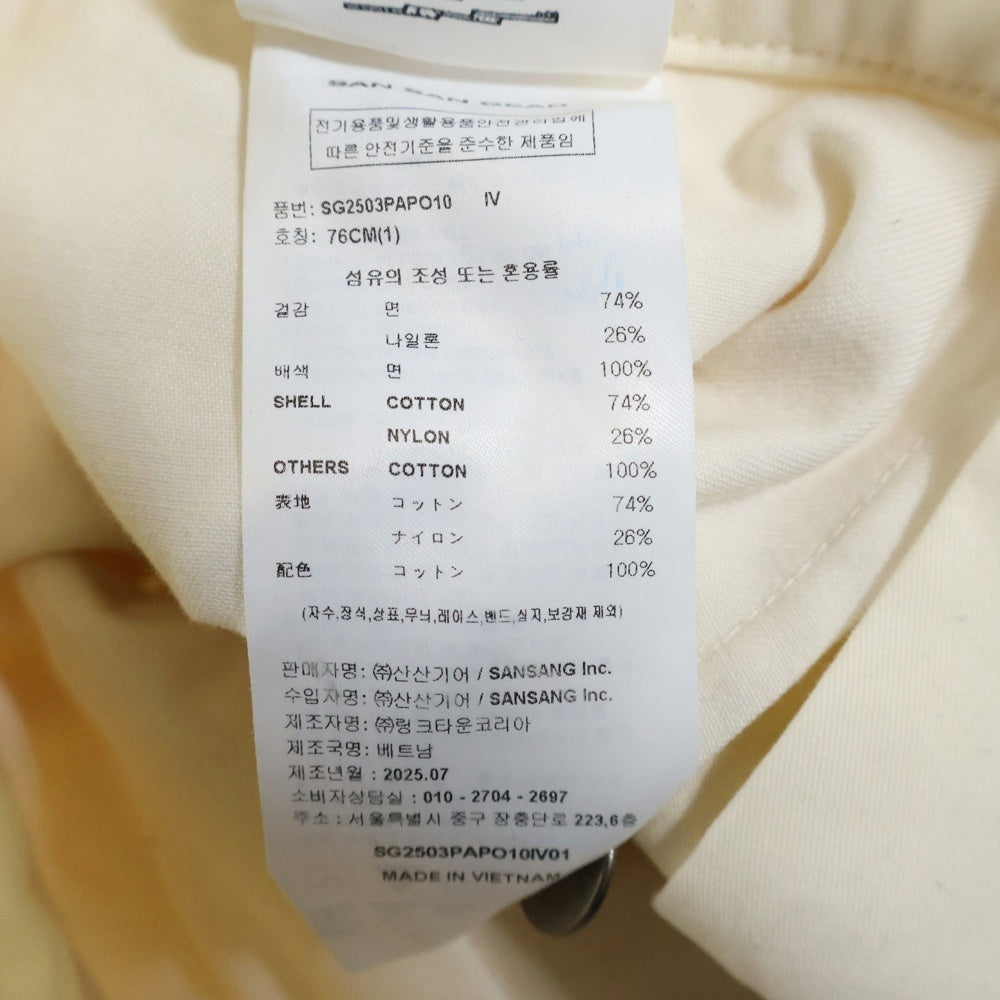 SAN SAN GEAR
전기용품및생활용품안전관리법에
따른 안전기준을 준수한 제품임
품번: SG2503PAPO10 IV
호칭: 76CM(1)
섬유의 조성 또는 혼용률
겉감 면 74%
나일론 26%
배색 면 100%
SHELL COTTON 74%
NYLON 26%
OTHERS COTTON 100%
表地 コットン 74%
ナイロン 26%
配色 コットン 100%
(자수,장식,상표,무늬,레이스,밴드,심지,보강재 제외)
판매자명: ㈜산산기어 / SANSANG Inc.
수입자명: ㈜산산기어 / SANSANG Inc.
제조자명: ㈜링크타운코리아
제조국명: 베트남
제조년월 : 2025.07
소비자상담실 : 010 - 2704 - 2697
주소 : 서울특별시 중구 장충단로 223,6층
SG2503PAPO10IV01
MADE IN VIETNAM